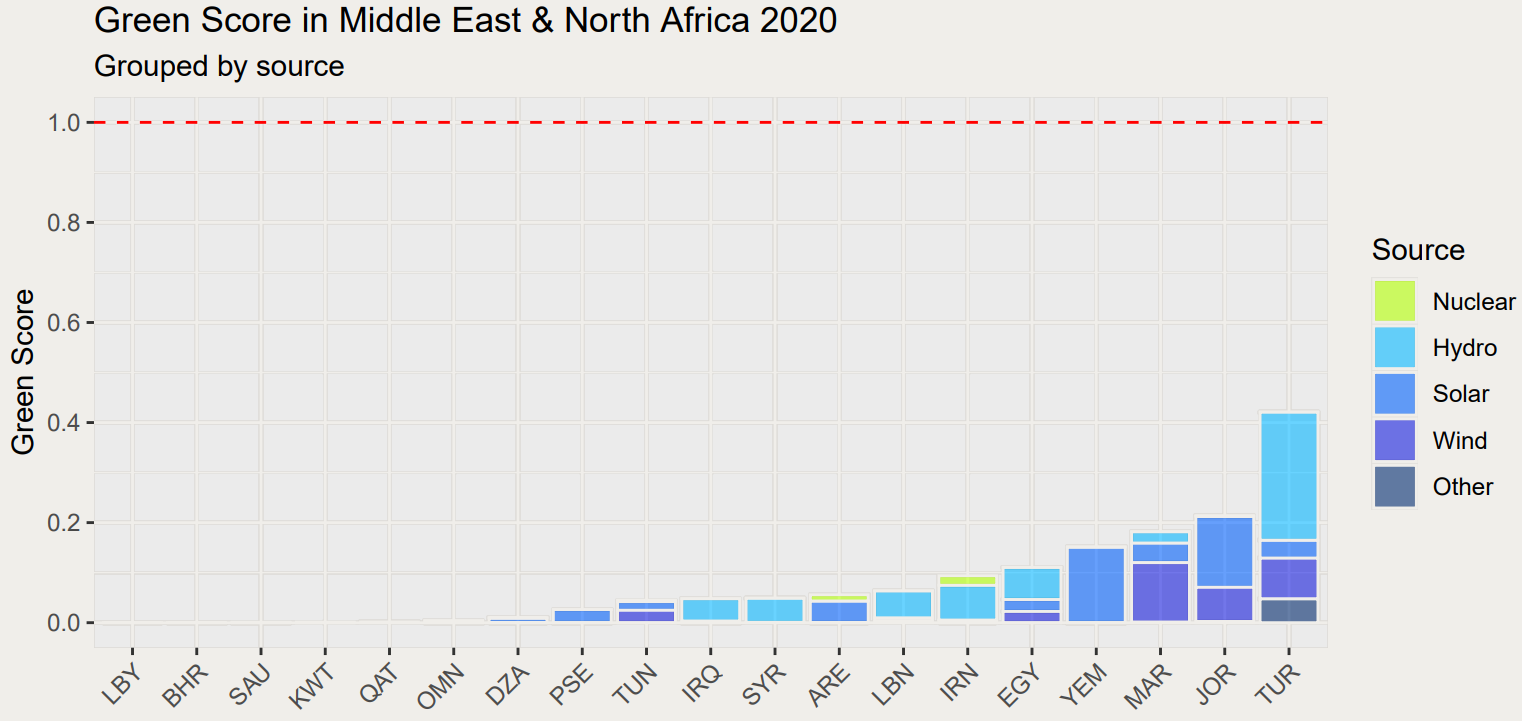 Green Score in Middle East & North Africa 2020
Grouped by source
Green Score
1.0
0.8
0.6
0.4
0.2
0.0
LBY BHR SAU KWT QAT OMN DZA PSE TUN IRQ SYR ARE LBN IRN EGY YEM MAR JOR TUR
Source
Nuclear
Hydro
Solar
Wind
Other